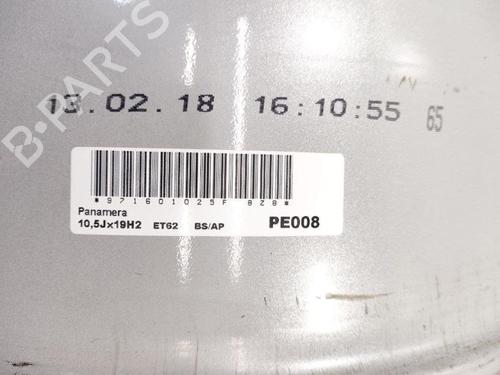 B-PARTS
13.02.18 16:10:55 65
*971601025F 8Z8*
Panamera
10,5Jx19H2 ET62 BS/AP PE008